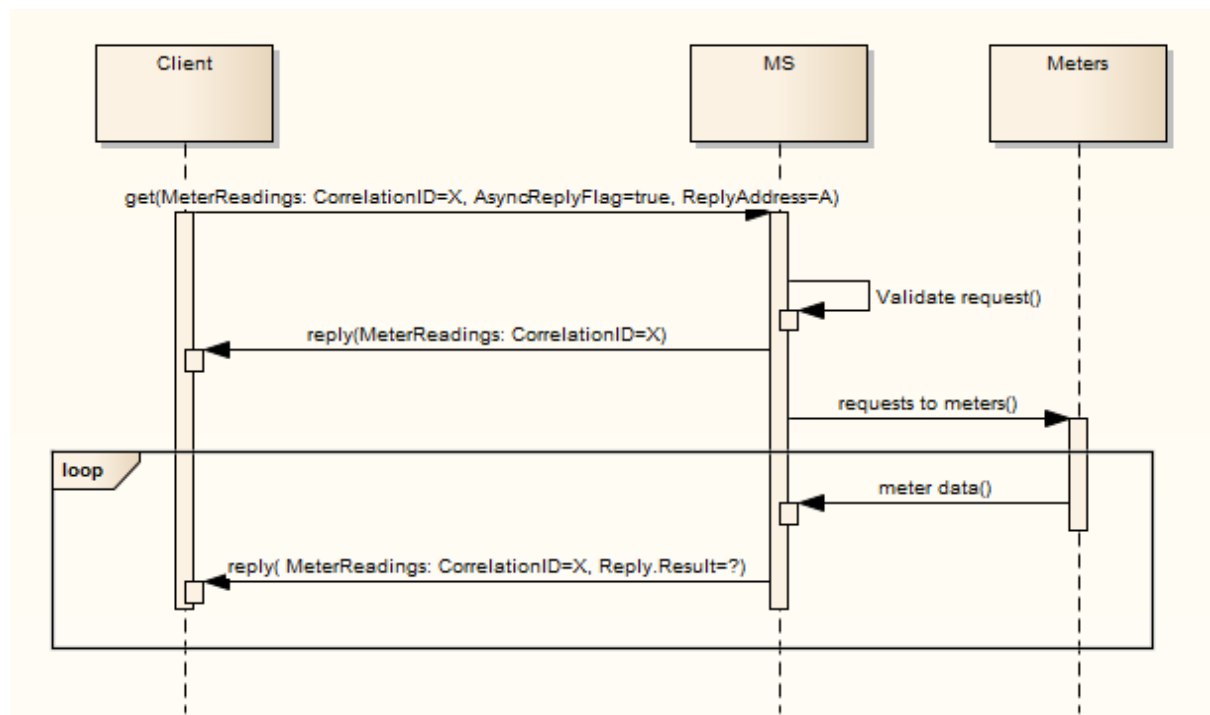 Client
MS
Meters
get(MeterReadings: CorrelationID=X, AsyncReplyFlag=true, ReplyAddress=A)
Validate request()
reply(MeterReadings: CorrelationID=X)
requests to meters()
loop
meter data()
reply( MeterReadings: CorrelationID=X, Reply.Result=?)